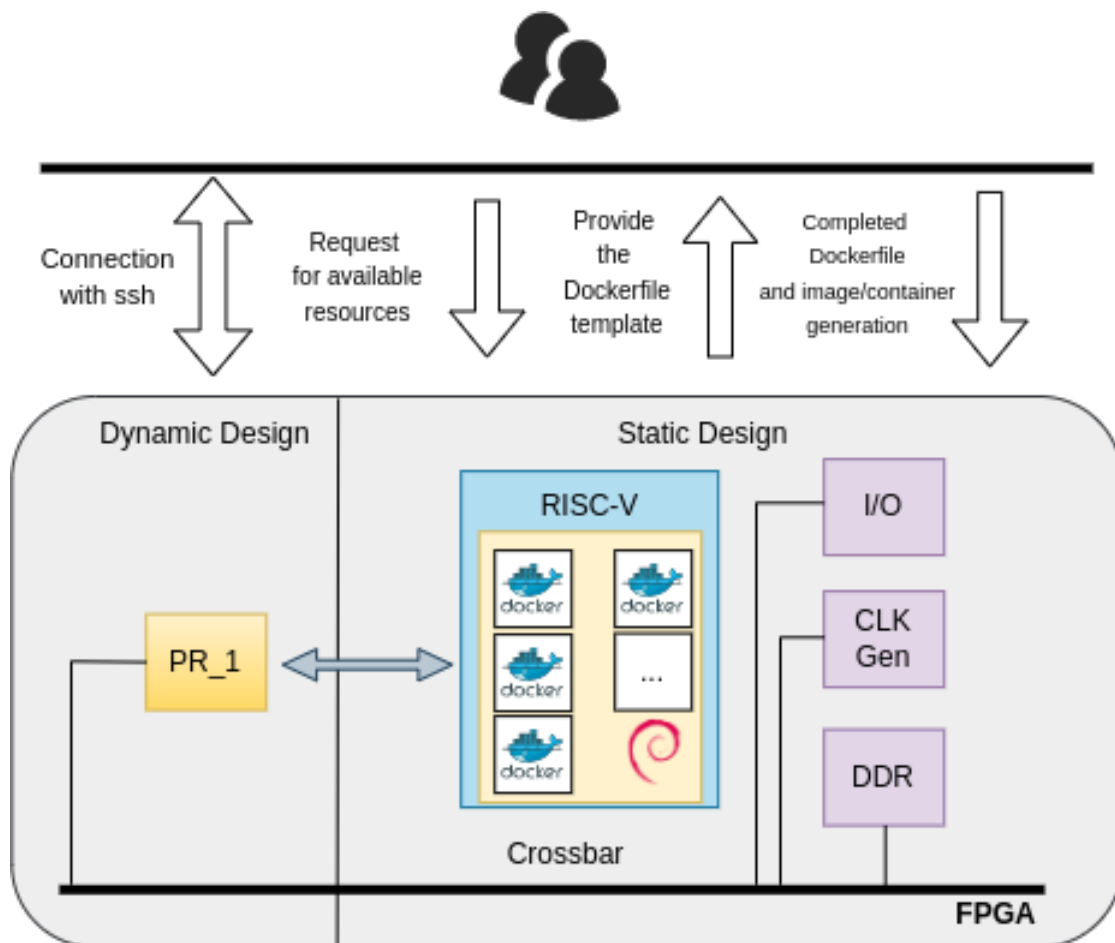 Connection
with ssh
Request
for available
resources
Provide
the
Dockerfile
template
Completed
Dockerfile
and image/container
generation
Dynamic Design
Static Design
RISC-V
docker
docker
docker
...
docker
I/O
CLK
Gen
DDR
PR_1
Crossbar
FPGA